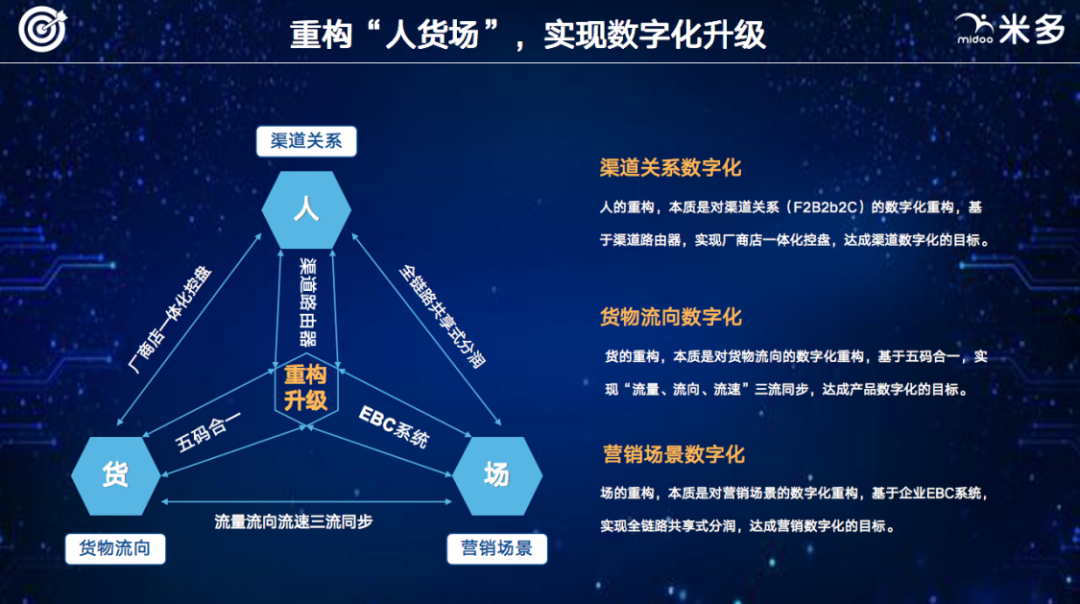 重构“人货场”，实现数字化升级
midoo 米多
渠道关系
人
厂商店一体化控盘
渠道路由器
全链路共享式分润
重构
升级
五码合一
EBC系统
货
场
流量流向流速三流同步
货物流向
营销场景
渠道关系数字化
人的重构，本质是对渠道关系（F2B2b2C）的数字化重构，基
于渠道路由器，实现厂商店一体化控盘，达成渠道数字化的目标。
货物流向数字化
货的重构，本质是对货物流向的数字化重构，基于五码合一，实
现“流量、流向、流速”三流同步，达成产品数字化的目标。
营销场景数字化
场的重构，本质是对营销场景的数字化重构，基于企业EBC系统，
实现全链路共享式分润，达成营销数字化的目标。